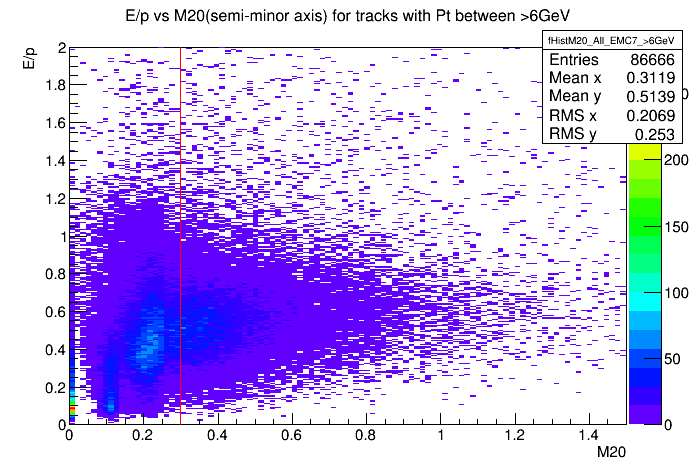 E/p vs M20(semi-minor axis) for tracks with Pt between >6GeV
fHistM20_All_EMC7_>6GeV
Entries 86666
Mean x 0.3119
Mean y 0.5139
RMS x 0.2069
RMS y 0.253
E/p
2
1.8
1.6
1.4
1.2
1
0.8
0.6
0.4
0.2
0
0 0.2 0.4 0.6 0.8 1 1.2 1.4
M20
200
150
100
50
0